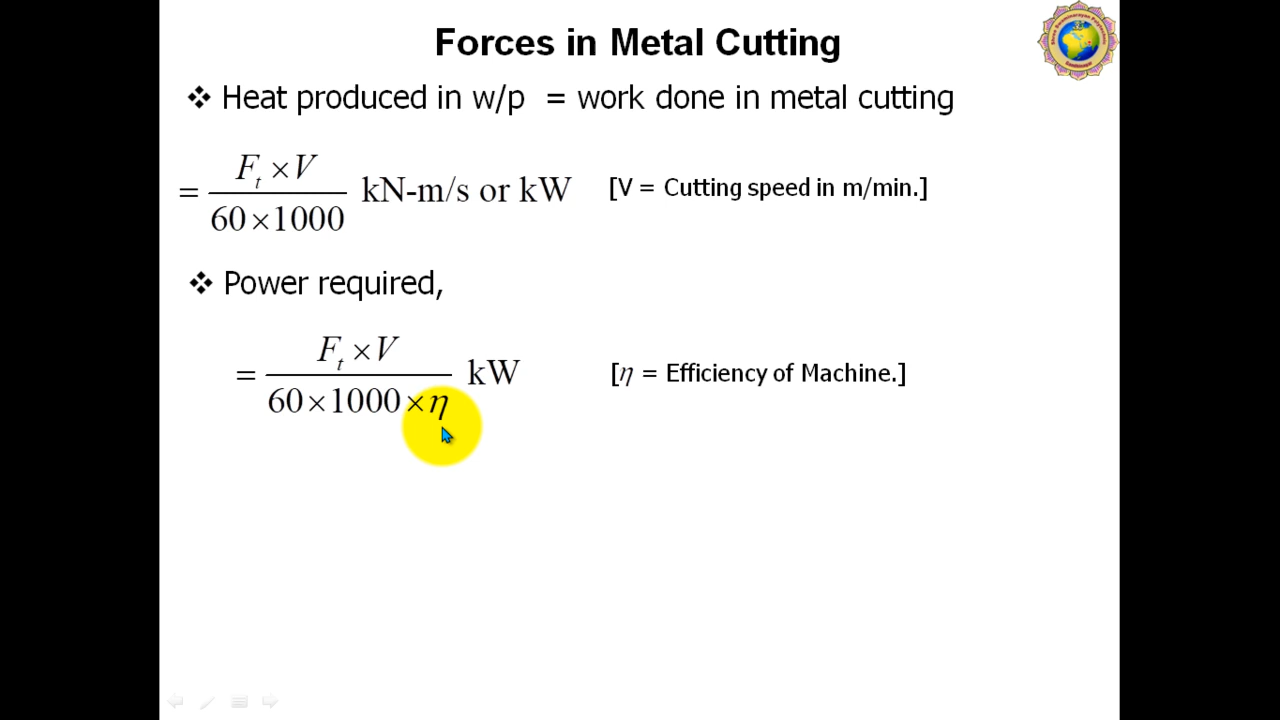 Forces in Metal Cutting
❖ Heat produced in w/p = work done in metal cutting
= F_t × V / 60 × 1000 kN-m/s or kW [V = Cutting speed in m/min.]
❖ Power required,
= F_t × V / 60 × 1000 × η kW [η = Efficiency of Machine.]